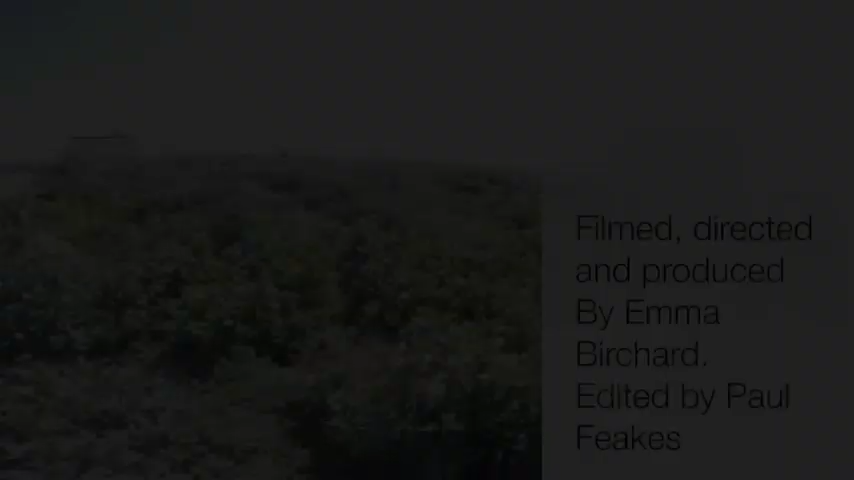 Filmed, directed
and produced
By Emma
Birchard.
Edited by Paul
Feakes